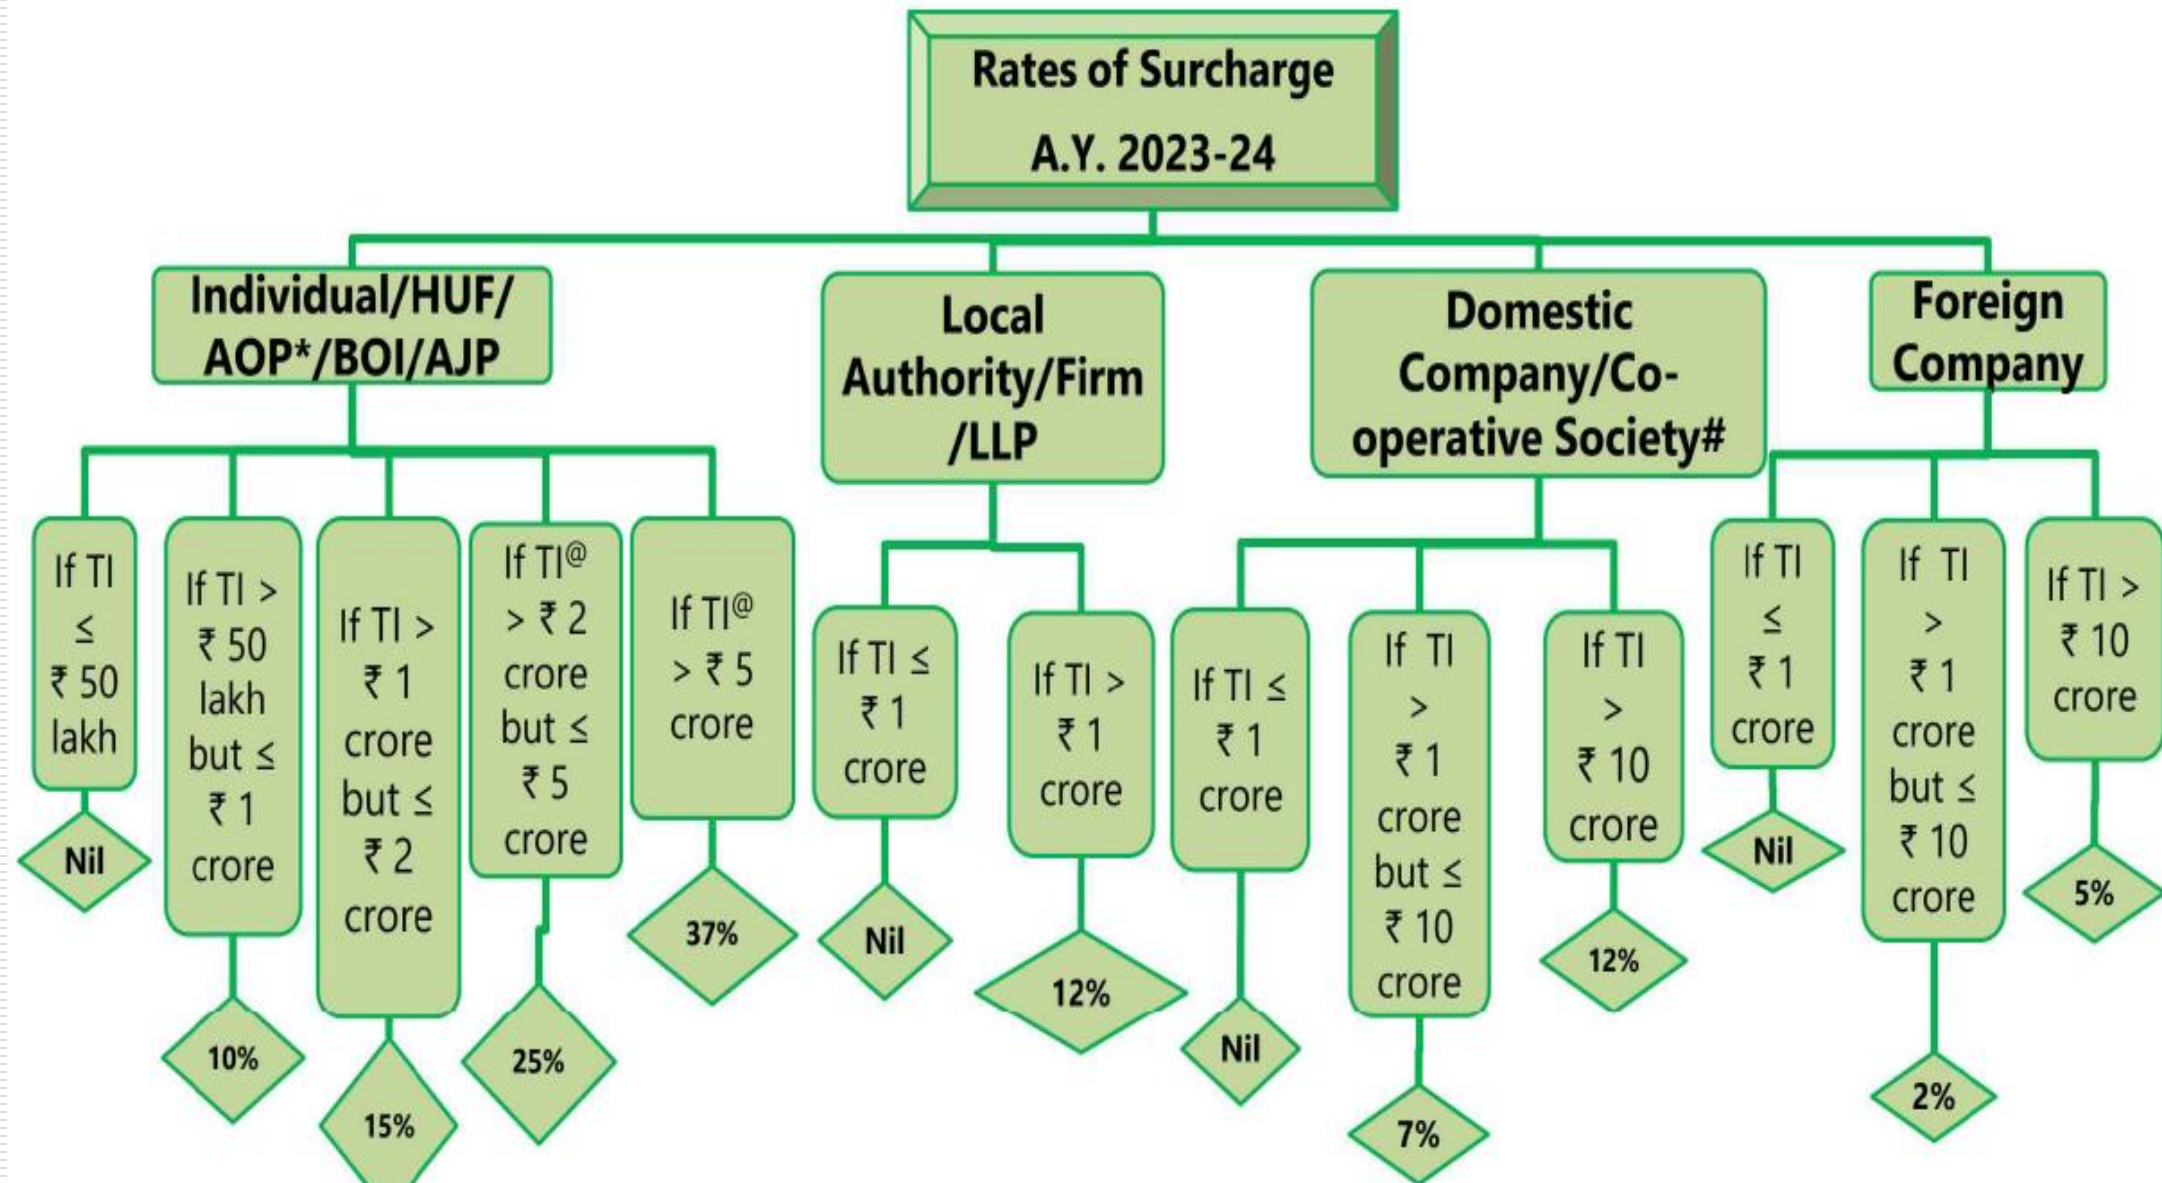 Rates of Surcharge
A.Y. 2023-24
Individual/HUF/
AOP*/BOI/AJP
Local
Authority/Firm
/LLP
Domestic
Company/Co-
operative Society#
Foreign
Company
If TI
≤
₹ 50
lakh
Nil
If TI >
₹ 50
lakh
but ≤
₹ 1
crore
10%
If TI >
₹ 1
crore
but ≤
₹ 2
crore
15%
If TI@
> ₹ 2
crore
but ≤
₹ 5
crore
25%
If TI@
> ₹ 5
crore
37%
If TI ≤
₹ 1
crore
Nil
If TI >
₹ 1
crore
12%
If TI ≤
₹ 1
crore
Nil
If TI
>
₹ 1
crore
but ≤
₹ 10
crore
7%
If TI
>
₹ 10
crore
12%
If TI
≤
₹ 1
crore
Nil
If TI
>
₹ 1
crore
but ≤
₹ 10
crore
2%
If TI >
₹ 10
crore
5%